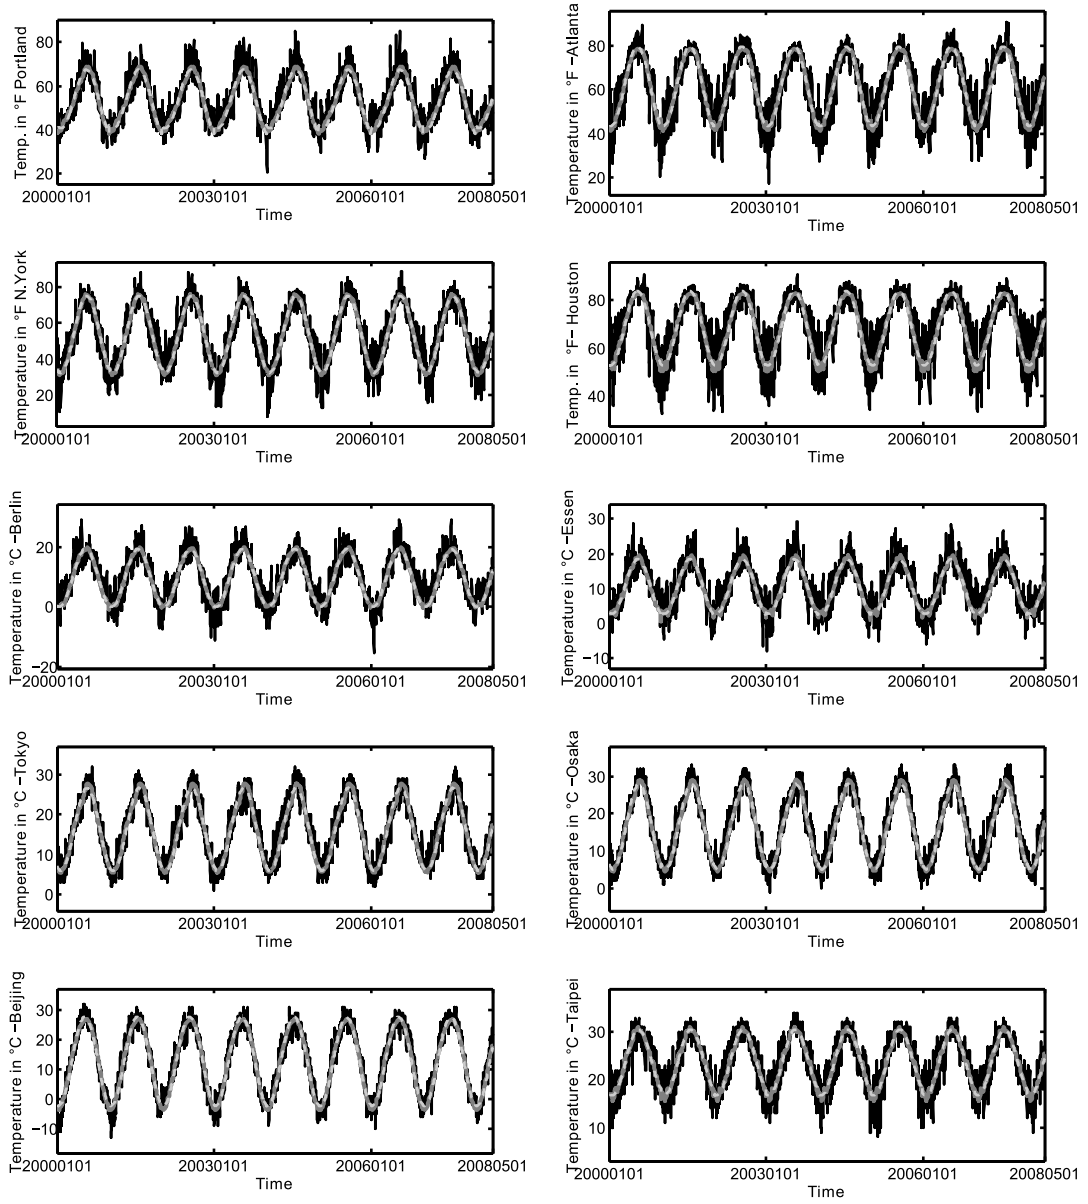 Temp. in °F Portland
80
60
40
20
20000101 20030101 20060101 20080501
Time
Temperature in °F −Atlanta
80
60
40
20
20000101 20030101 20060101 20080501
Time
Temperature in °F N.York
80
60
40
20
20000101 20030101 20060101 20080501
Time
Temp. in °F− Houston
80
60
40
20000101 20030101 20060101 20080501
Time
Temperature in °C −Berlin
20
0
−20
20000101 20030101 20060101 20080501
Time
Temperature in °C −Essen
30
20
10
0
−10
20000101 20030101 20060101 20080501
Time
Temperature in °C −Tokyo
30
20
10
0
20000101 20030101 20060101 20080501
Time
Temperature in °C −Osaka
30
20
10
0
20000101 20030101 20060101 20080501
Time
Temperature in °C −Beijing
30
20
10
0
−10
20000101 20030101 20060101 20080501
Time
Temperature in °C −Taipei
30
20
10
20000101 20030101 20060101 20080501
Time